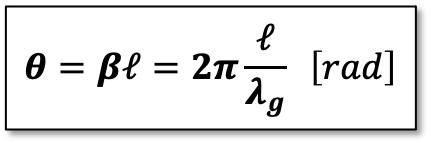 θ = βℓ = 2π ℓ/λ_g [rad]